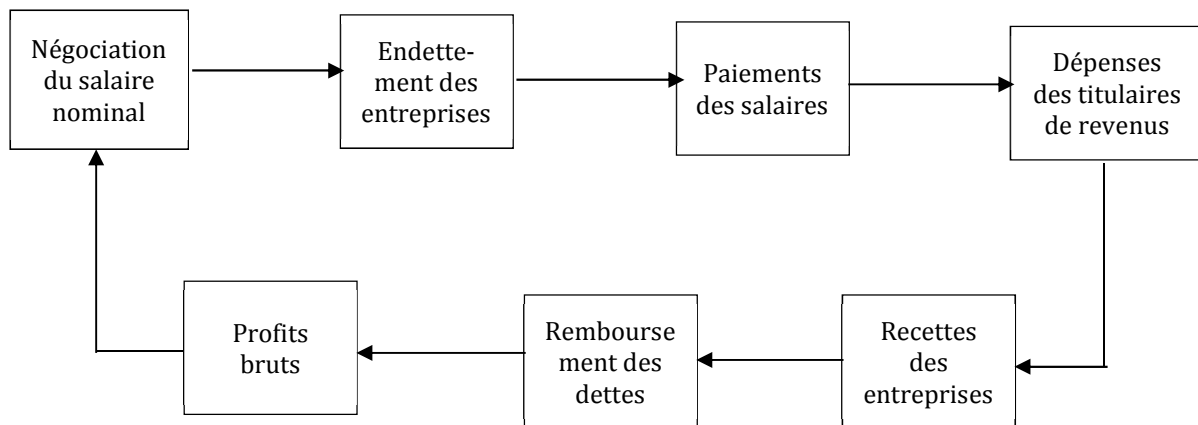 Négociation
du salaire
nominal
Endette-
ment des
entreprises
Paiements
des salaires
Dépenses
des titulaires
de revenus
Profits
bruts
Rembourse
ment des
dettes
Recettes
des
entreprises